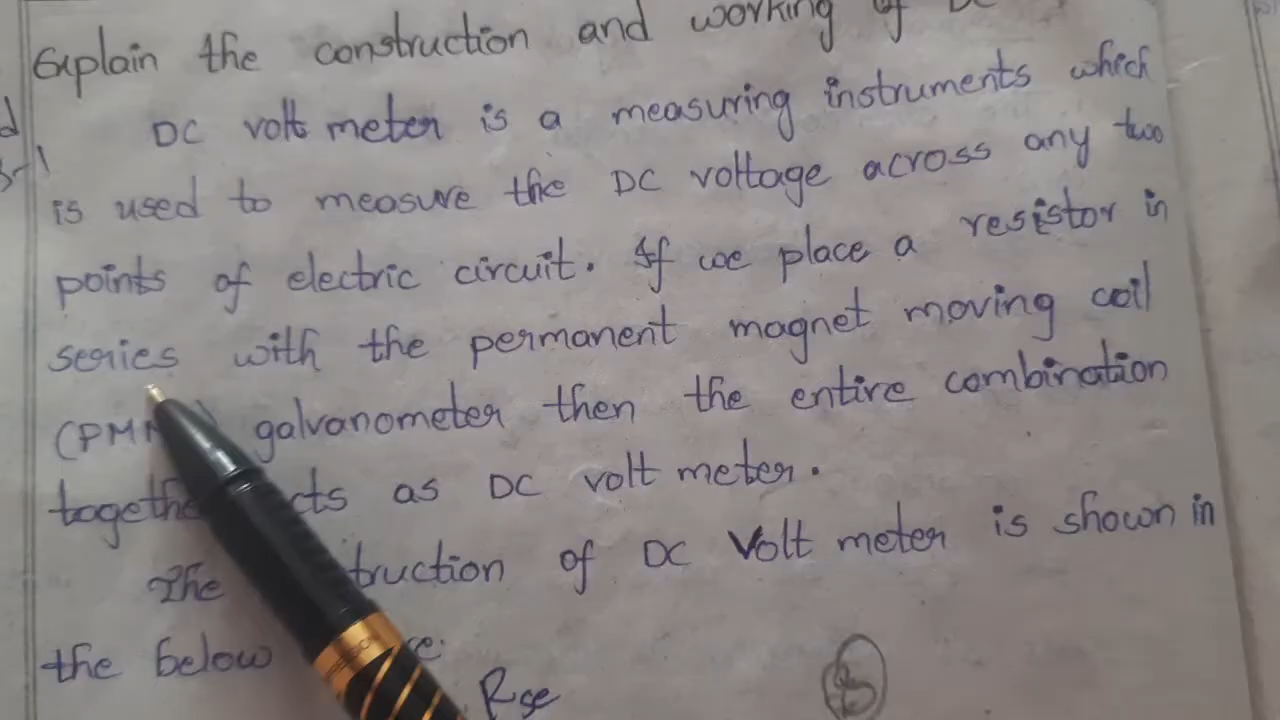 Explain the construction and working of DC
DC volt meter is a measuring instruments which
is used to measure the DC voltage across any two
points of electric circuit. If we place a resistor in
series with the permanent magnet moving coil
galvanometer then the entire combination
as DC volt meter.
The of DC Volt meter is shown in
the below
Rse